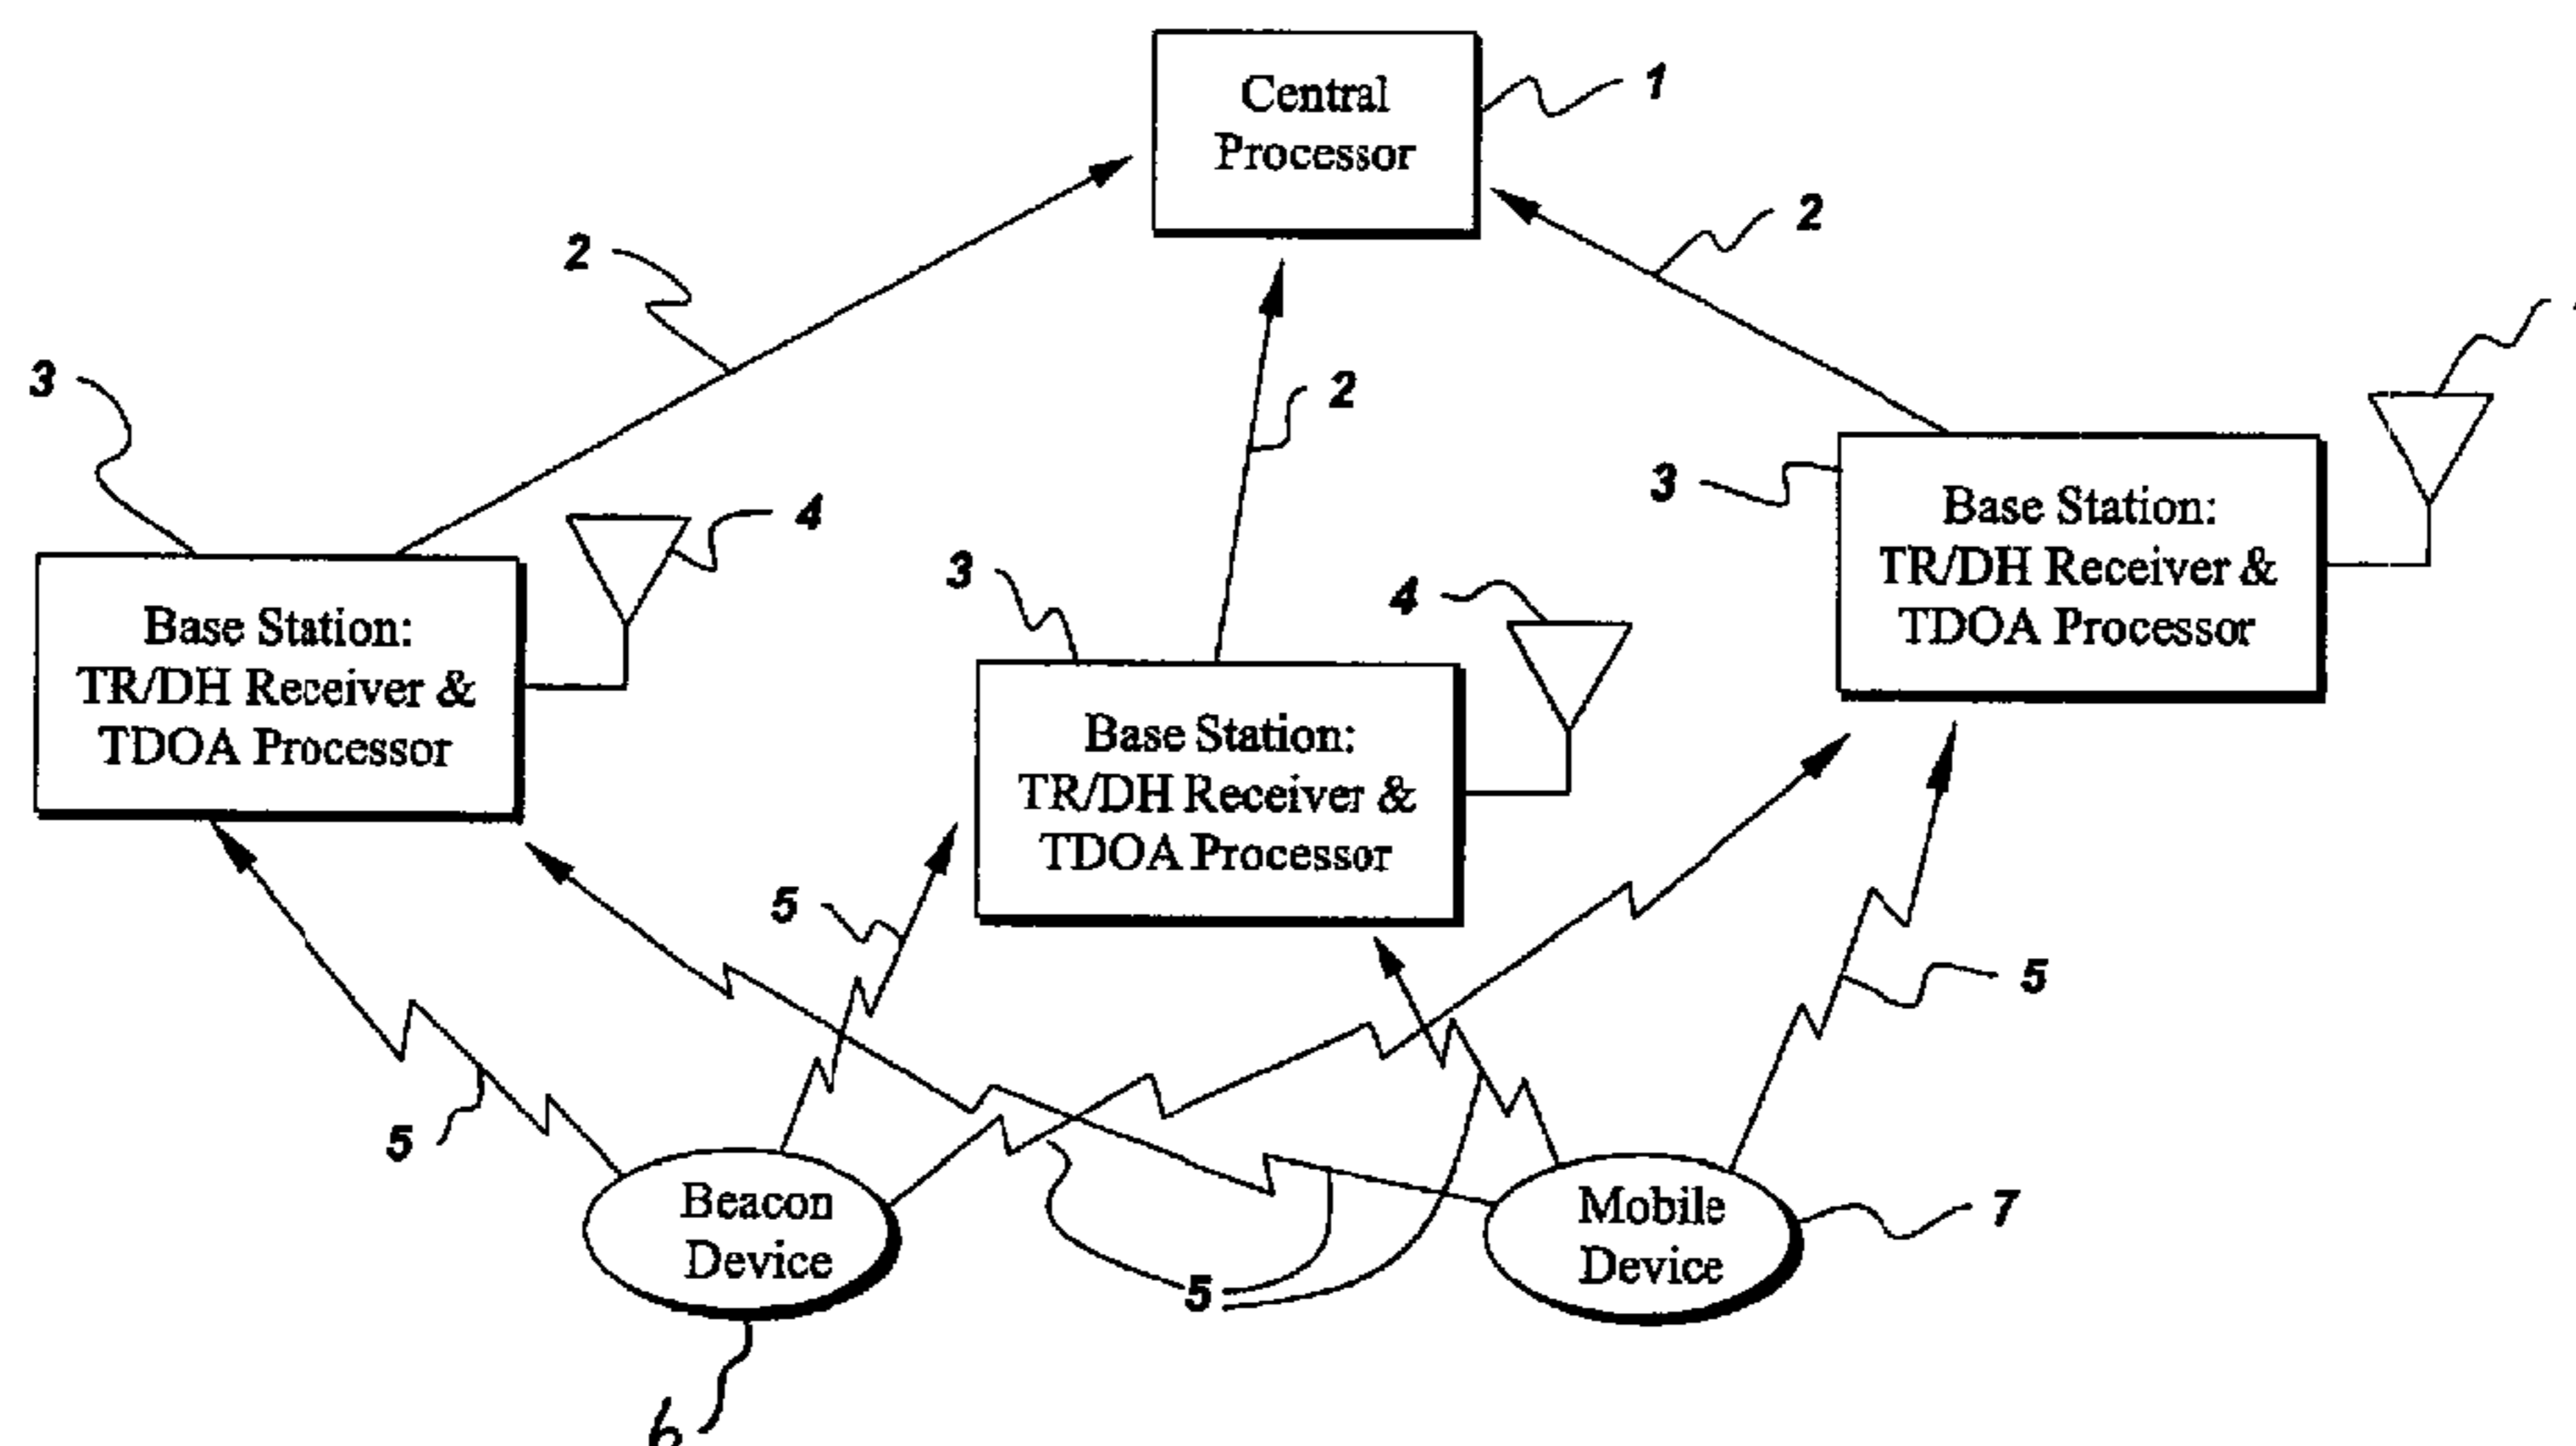 Central
Processor
1
2
2
2
3
4
Base Station:
TR/DH Receiver &
TDOA Processor
3
4
Base Station:
TR/DH Receiver &
TDOA Processor
3
Base Station:
TR/DH Receiver &
TDOA Processor
5
5
5
5
Beacon
Device
6
Mobile
Device
7